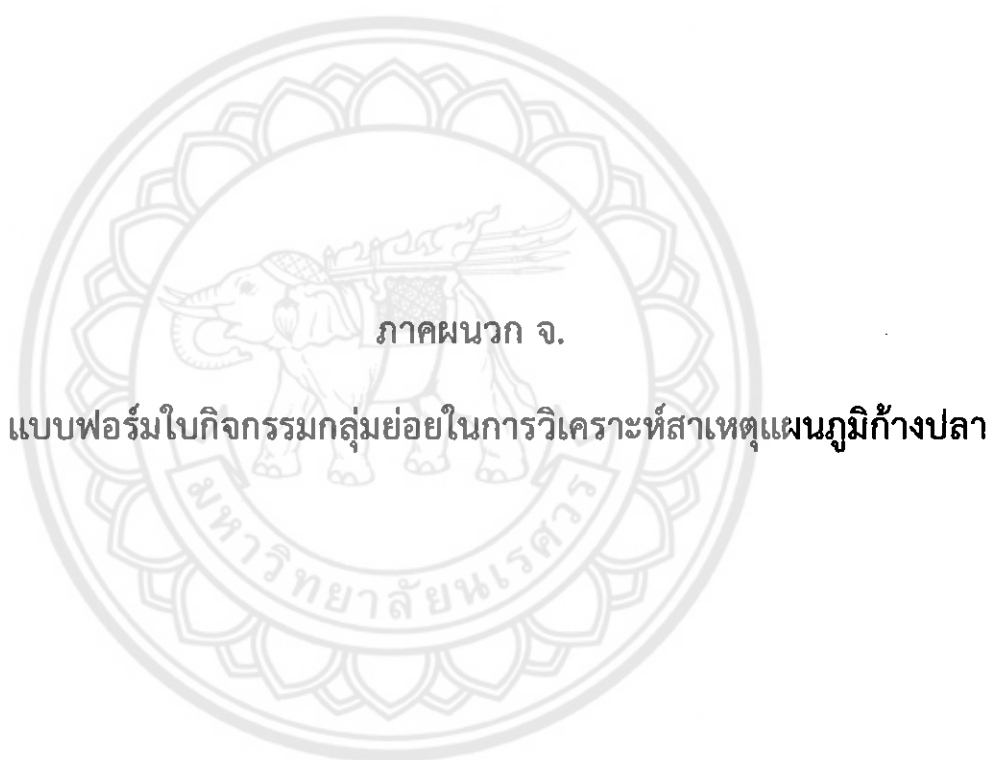 ภาคผนวก จ.
แบบฟอร์มใบกิจกรรมกลุ่มย่อยในการวิเคราะห์สาเหตุแผนภูมิก้างปลา
มหาวิทยาลัยนเรศวร